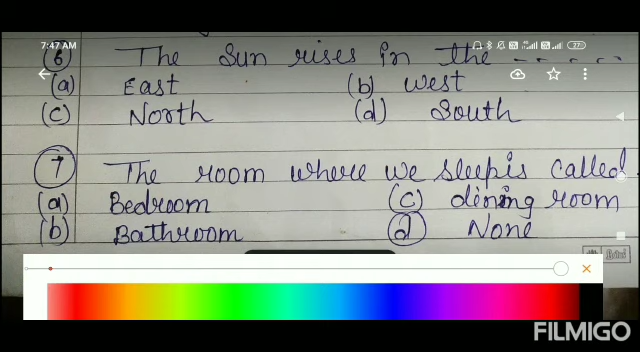 7:47 AM
27
(6) The Sun rises in the - - - - - -
(a) East (b) west
(c) North (d) South
(7) The room where we sleep is called
(a) Bedroom (c) dining room
(b) Bathroom (d) None
FILMIGO